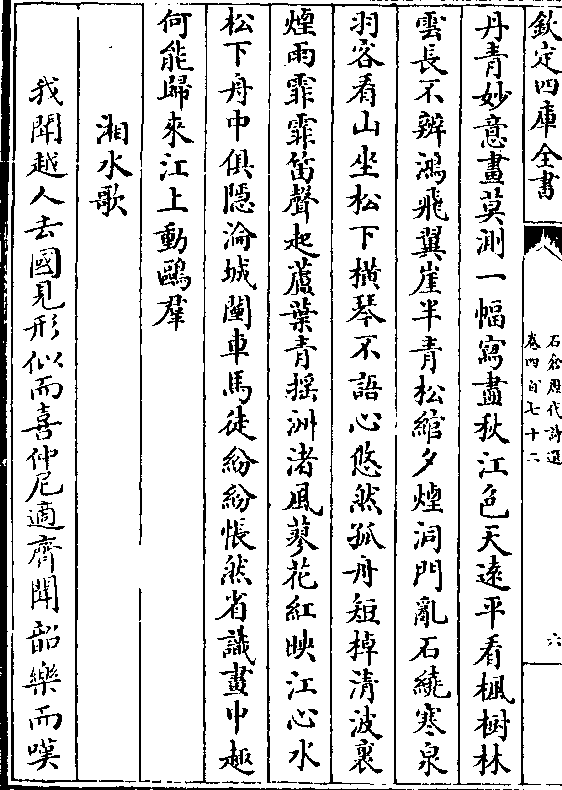 欽定四庫全書
石倉歷代詩選
卷四百七十二
六
丹青妙意畫莫測一幅寫盡秋江色天遠平看楓樹林
雲長不辨鴻飛翼崖半青松綰夕煙洞門亂石繞寒泉
羽客看山坐松下横琴不語心悠然孤舟短棹清波裏
煙雨霏霏笛聲起蘆葉青揺洲渚風蓼花紅映江心水
松下舟中俱隱淪城闉車馬徒紛紛悵然省識畫中趣
何能歸來江上動鷗羣
湘水歌
我聞越人去國見形似而喜仲尼適齊聞韶樂而嘆